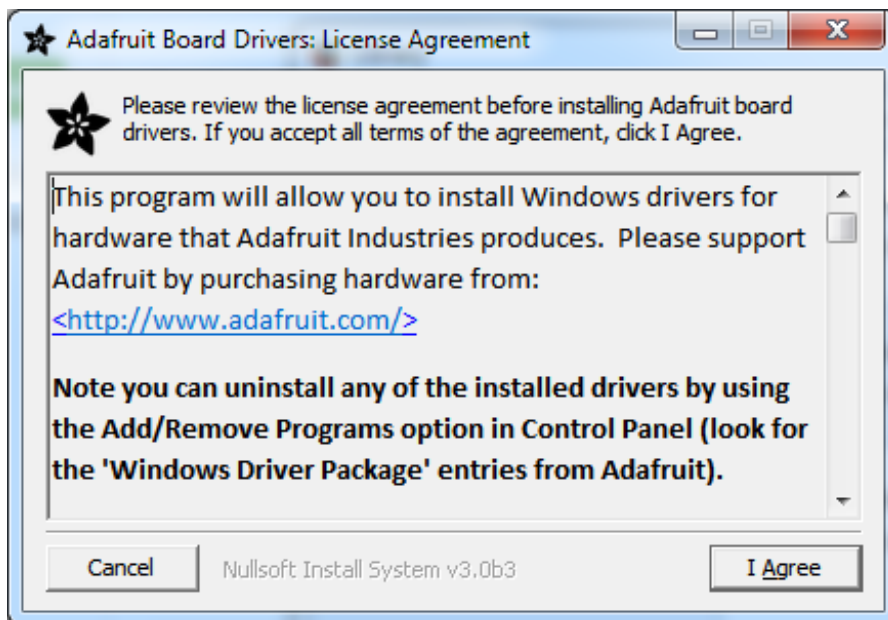 Adafruit Board Drivers: License Agreement
Please review the license agreement before installing Adafruit board
drivers. If you accept all terms of the agreement, click I Agree.
This program will allow you to install Windows drivers for
hardware that Adafruit Industries produces.  Please support
Adafruit by purchasing hardware from:
<http://www.adafruit.com/>
Note you can uninstall any of the installed drivers by using
the Add/Remove Programs option in Control Panel (look for
the 'Windows Driver Package' entries from Adafruit).
Cancel
Nullsoft Install System v3.0b3
I Agree